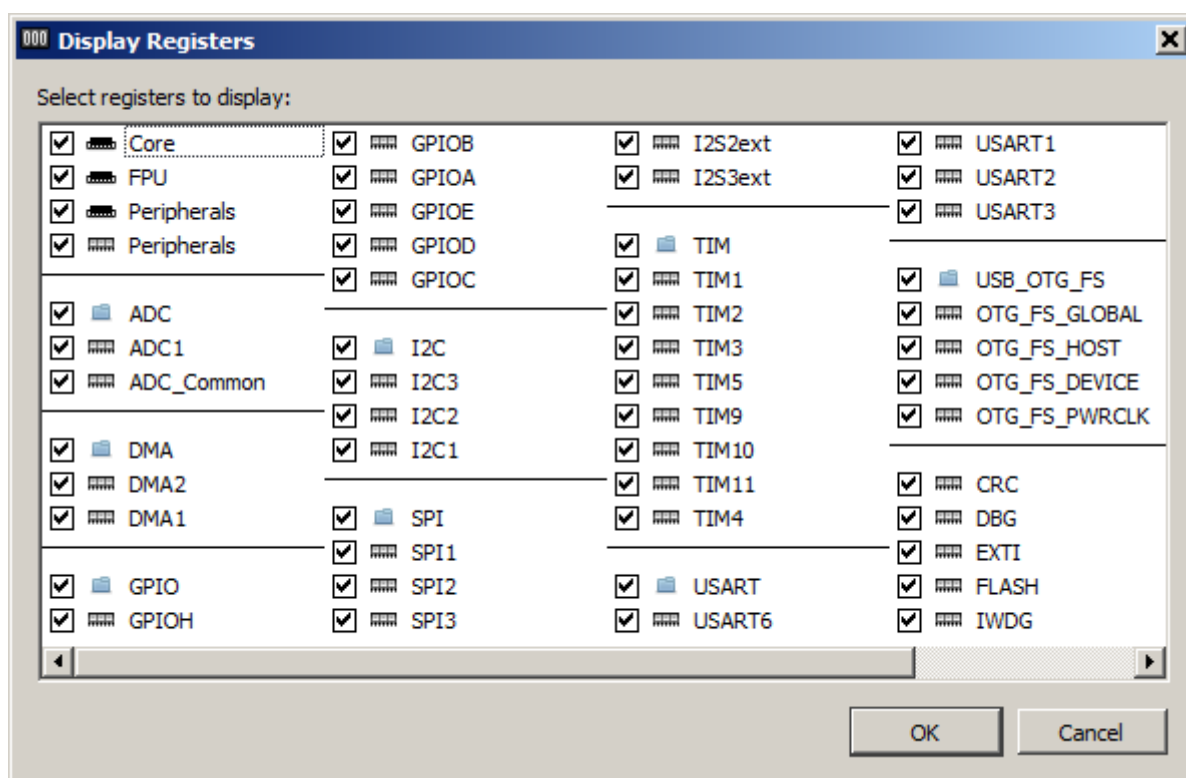 000 Display Registers
Select registers to display:
Core
FPU
Peripherals
Peripherals
ADC
ADC1
ADC_Common
DMA
DMA2
DMA1
GPIO
GPIOH
GPIOB
GPIOA
GPIOE
GPIOD
GPIOC
I2C
I2C3
I2C2
I2C1
SPI
SPI1
SPI2
SPI3
I2S2ext
I2S3ext
TIM
TIM1
TIM2
TIM3
TIM5
TIM9
TIM10
TIM11
TIM4
USART
USART6
USART1
USART2
USART3
USB_OTG_FS
OTG_FS_GLOBAL
OTG_FS_HOST
OTG_FS_DEVICE
OTG_FS_PWRCLK
CRC
DBG
EXTI
FLASH
IWDG
OK
Cancel